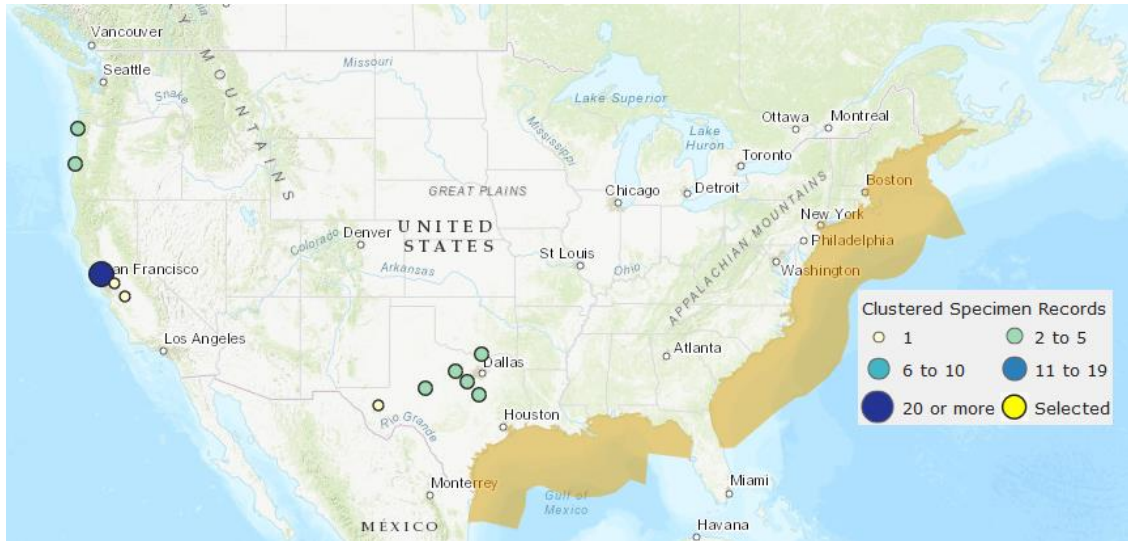 Vancouver
Seattle
Missouri
Snake
Y MOUNTAINS
Lake Superior
Ottawa
Montreal
Lake
Huron
Toronto
Mississippi
GREAT PLAINS
Chicago
Detroit
Boston
New York
Philadelphia
Washington
APPALACHIAN MOUNTAINS
UNITED
STATES
Denver
Colorado
St Louis
Ohio
Arkansas
an Francisco
Los Angeles
Atlanta
Dallas
Houston
Rio Grande
Monterrey
Gulf of
Mexico
Miami
MÉXICO
Havana
Clustered Specimen Records
1
2 to 5
6 to 10
11 to 19
20 or more
Selected